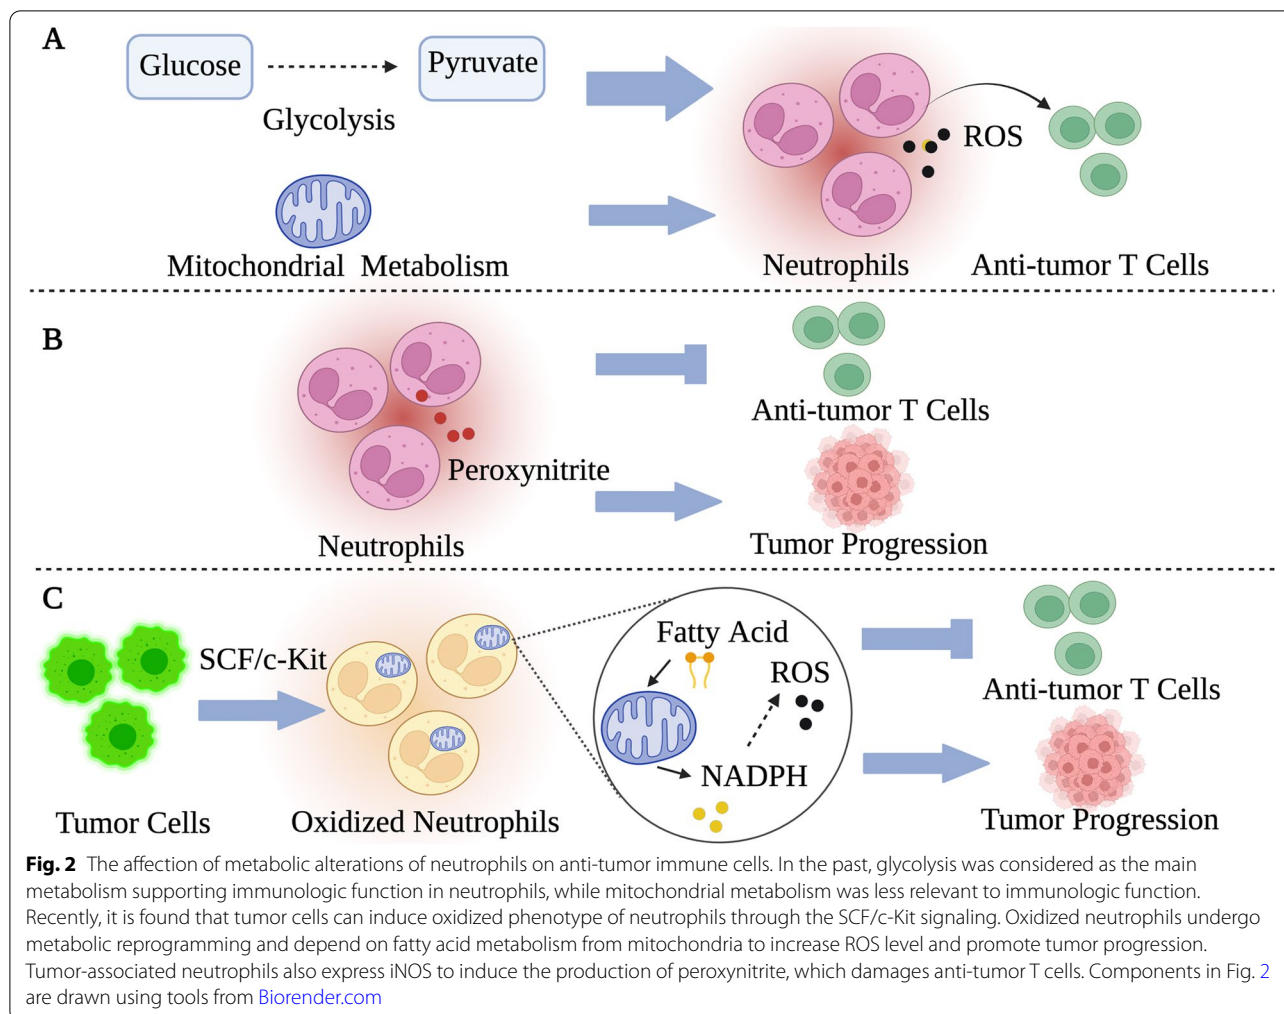 A
Glucose
Pyruvate
Glycolysis
ROS
Mitochondrial Metabolism
Neutrophils
Anti-tumor T Cells
B
Anti-tumor T Cells
Peroxynitrite
Neutrophils
Tumor Progression
C
SCF/c-Kit
Fatty Acid
ROS
NADPH
Anti-tumor T Cells
Tumor Cells
Oxidized Neutrophils
Tumor Progression
Fig. 2 The affection of metabolic alterations of neutrophils on anti-tumor immune cells. In the past, glycolysis was considered as the main
metabolism supporting immunologic function in neutrophils, while mitochondrial metabolism was less relevant to immunologic function.
Recently, it is found that tumor cells can induce oxidized phenotype of neutrophils through the SCF/c-Kit signaling. Oxidized neutrophils undergo
metabolic reprogramming and depend on fatty acid metabolism from mitochondria to increase ROS level and promote tumor progression.
Tumor-associated neutrophils also express iNOS to induce the production of peroxynitrite, which damages anti-tumor T cells. Components in Fig. 2
are drawn using tools from Biorender.com